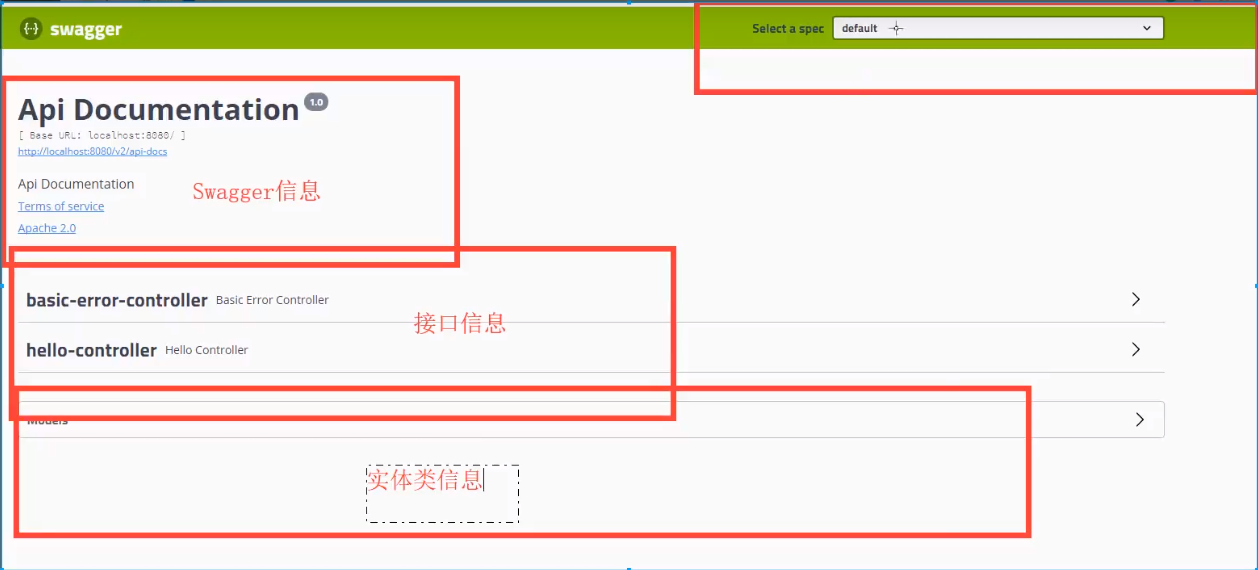 swagger
Select a spec default
Api Documentation 1.0
[ Base URL: localhost:8080/ ]
http://localhost:8080/v2/api-docs
Api Documentation
Swagger信息
Terms of service
Apache 2.0
basic-error-controller Basic Error Controller
接口信息
hello-controller Hello Controller
Models
实体类信息